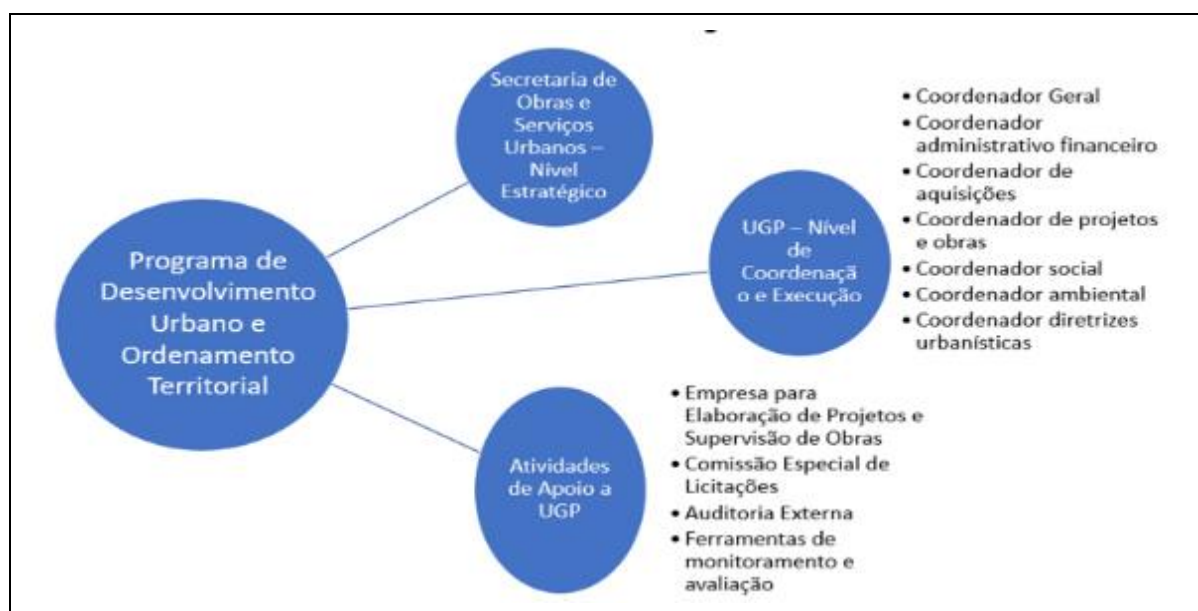 Programa de
Desenvolvimento
Urbano e
Ordenamento
Territorial
Secretaria de
Obras e
Serviços
Urbanos –
Nível
Estratégico
UGP – Nível
de
Coordenaçã
o e Execução
• Coordenador Geral
• Coordenador
administrativo financeiro
• Coordenador de
aquisições
• Coordenador de projetos
e obras
• Coordenador social
• Coordenador ambiental
• Coordenador diretrizes
urbanísticas
Atividades
de Apoio a
UGP
• Empresa para
Elaboração de Projetos e
Supervisão de Obras
• Comissão Especial de
Licitações
• Auditoria Externa
• Ferramentas de
monitoramento e
avaliação